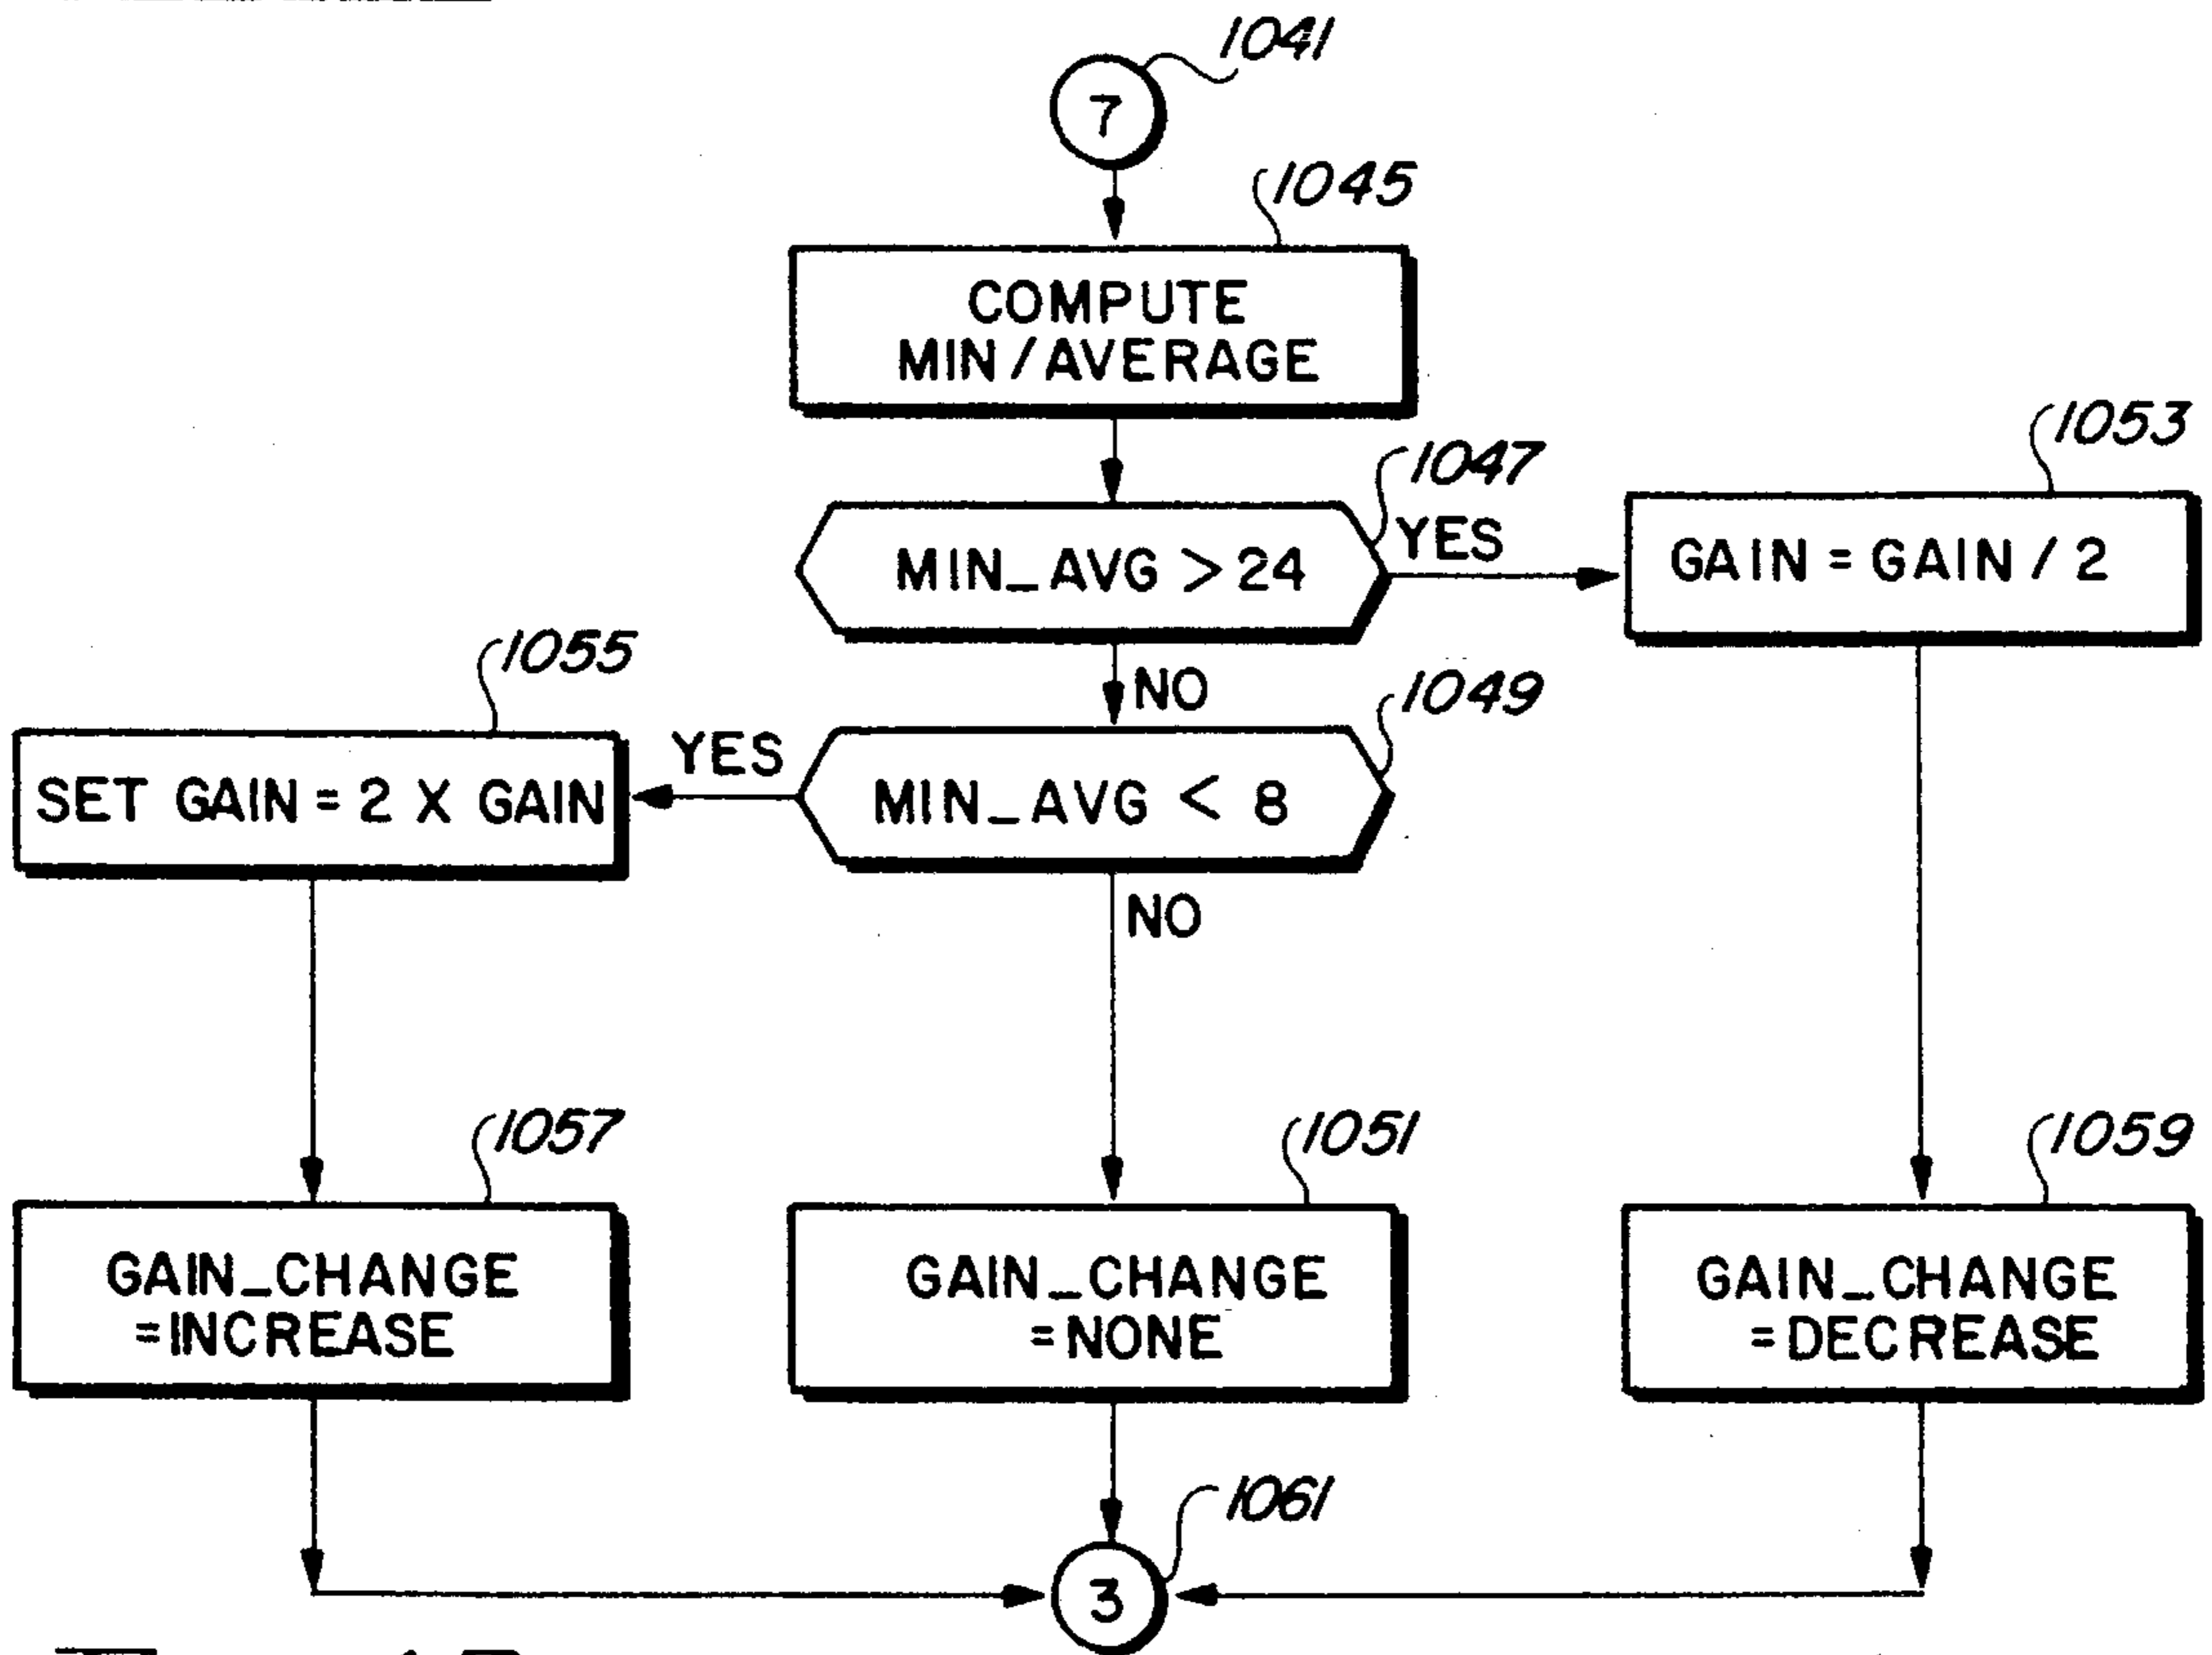 1041
7
1045
COMPUTE
MIN/AVERAGE
1047
1053
MIN_AVG > 24
YES
GAIN = GAIN / 2
NO
1055
1049
SET GAIN = 2 X GAIN
YES
MIN_AVG < 8
NO
1057
1051
1059
GAIN_CHANGE
=INCREASE
GAIN_CHANGE
=NONE
GAIN_CHANGE
=DECREASE
1061
3